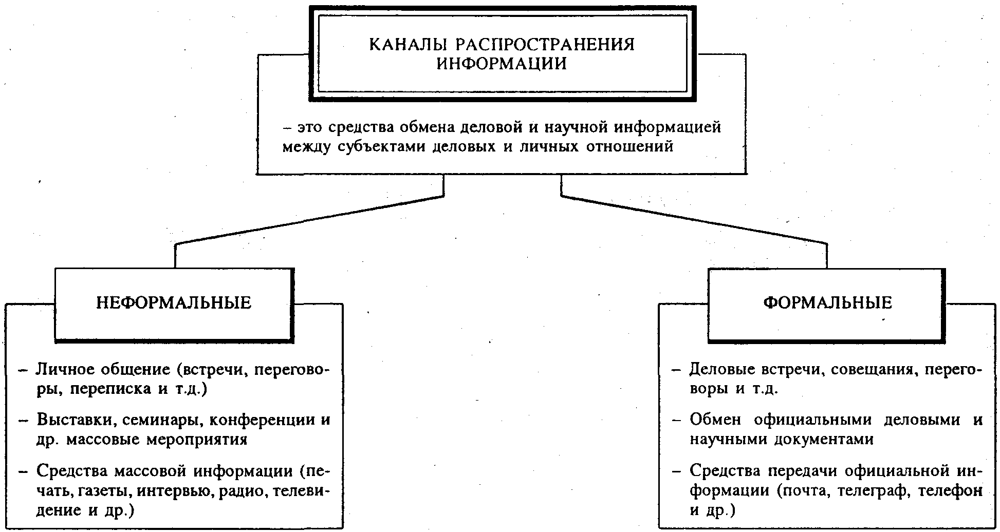 КАНАЛЫ РАСПРОСТРАНЕНИЯ
ИНФОРМАЦИИ
– это средства обмена деловой и научной информацией
между субъектами деловых и личных отношений
НЕФОРМАЛЬНЫЕ
– Личное общение (встречи, перегово-
ры, переписка и т.д.)
– Выставки, семинары, конференции и
др. массовые мероприятия
– Средства массовой информации (пе-
чать, газеты, интервью, радио, телеви-
дение и др.)
ФОРМАЛЬНЫЕ
– Деловые встречи, совещания, перего-
воры и т.д.
– Обмен официальными деловыми и
научными документами
– Средства передачи официальной ин-
формации (почта, телеграф, телефон
и др.)